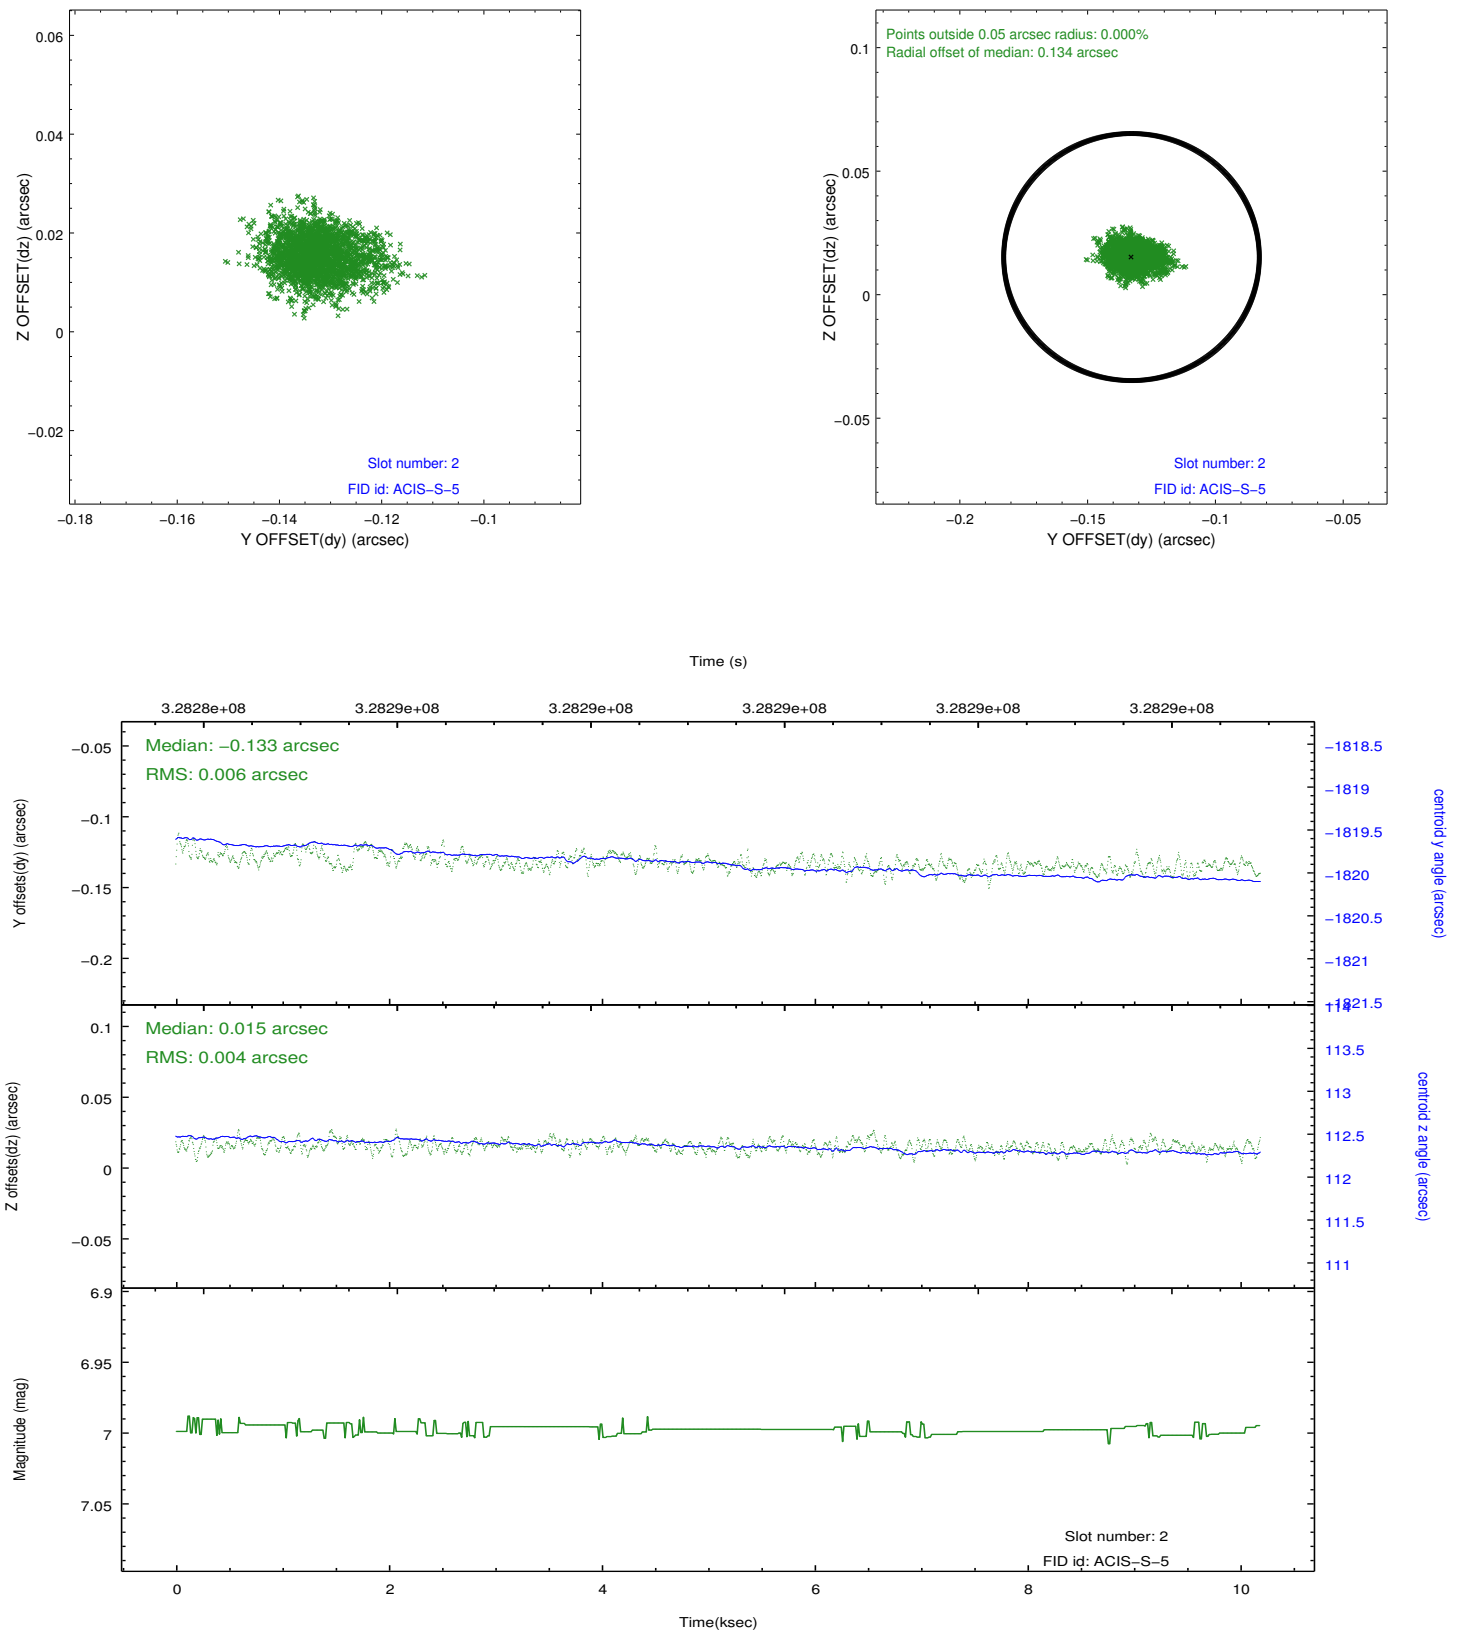 0.06
0.04
0.02
0
−0.02
Z OFFSET(dz) (arcsec)
Slot number: 2
FID id: ACIS−S−5
−0.18
−0.16
−0.14
−0.12
−0.1
Y OFFSET(dy) (arcsec)
Points outside 0.05 arcsec radius: 0.000%
Radial offset of median: 0.134 arcsec
0.1
0.05
0
−0.05
Z OFFSET(dz) (arcsec)
Slot number: 2
FID id: ACIS−S−5
−0.2
−0.15
−0.1
−0.05
Y OFFSET(dy) (arcsec)
Time (s)
3.2828e+08
3.2829e+08
3.2829e+08
3.2829e+08
3.2829e+08
3.2829e+08
Median: −0.133 arcsec
RMS: 0.006 arcsec
−0.05
−0.1
−0.15
−0.2
Y offsets(dy) (arcsec)
−1818.5
−1819
−1819.5
−1820
−1820.5
−1821
−1821.5
centroid y angle (arcsec)
Median: 0.015 arcsec
RMS: 0.004 arcsec
0.1
0.05
0
−0.05
Z offsets(dz) (arcsec)
114
113.5
113
112.5
112
111.5
111
centroid z angle (arcsec)
6.9
6.95
7
7.05
Magnitude (mag)
Slot number: 2
FID id: ACIS−S−5
0
2
4
6
8
10
Time(ksec)